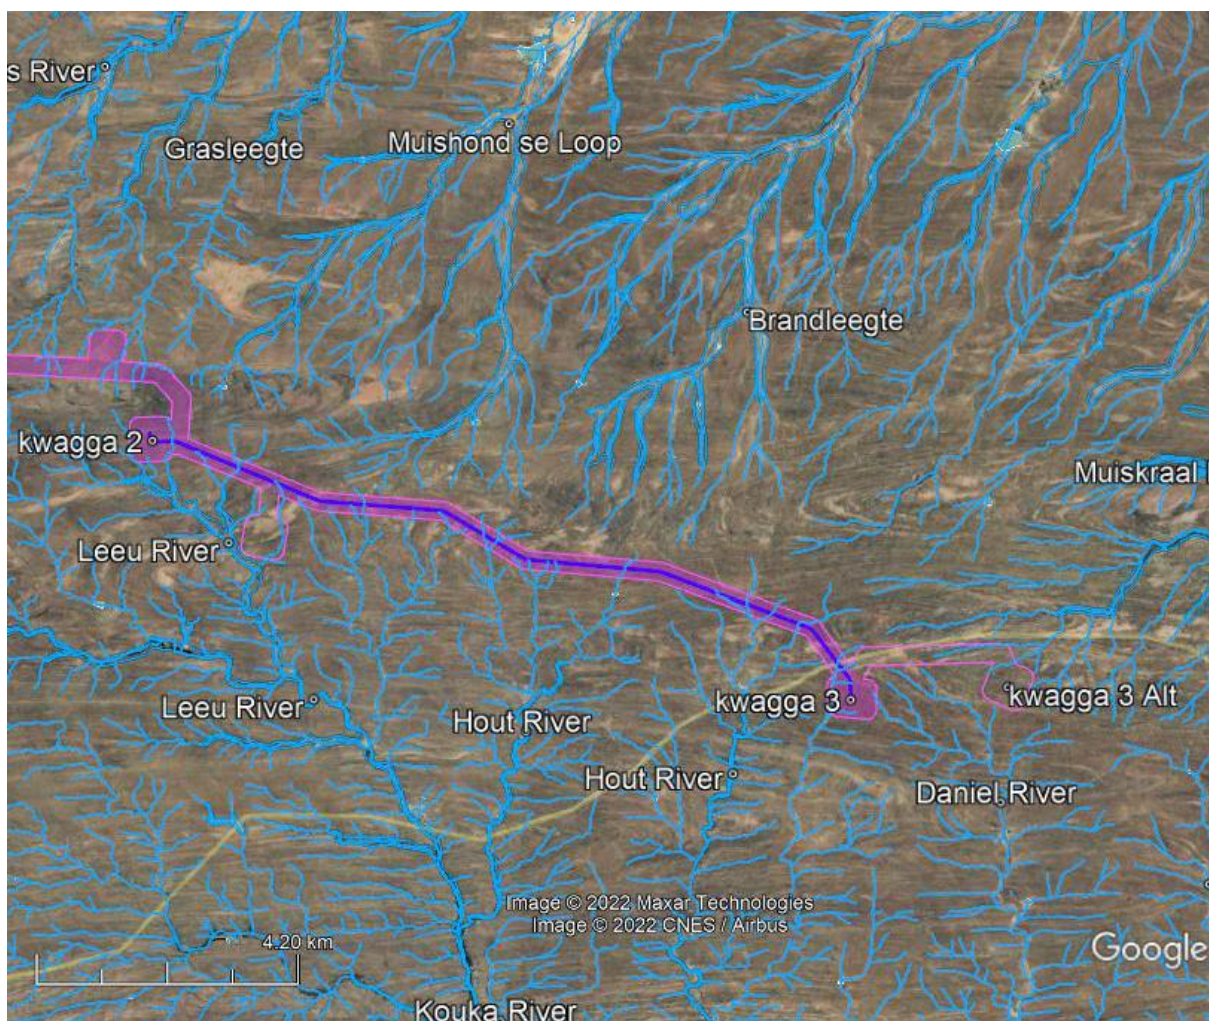 s River
Grasleegte
Muishond se Loop
Brandleegte
kwagga 2
Muiskraal
Leeu River
Leeu River
kwagga 3
kwagga 3 Alt
Hout River
Hout River
Daniel River
Image © 2022 Maxar Technologies
Image © 2022 CNES / Airbus
4.20 km
Google
Kouka River